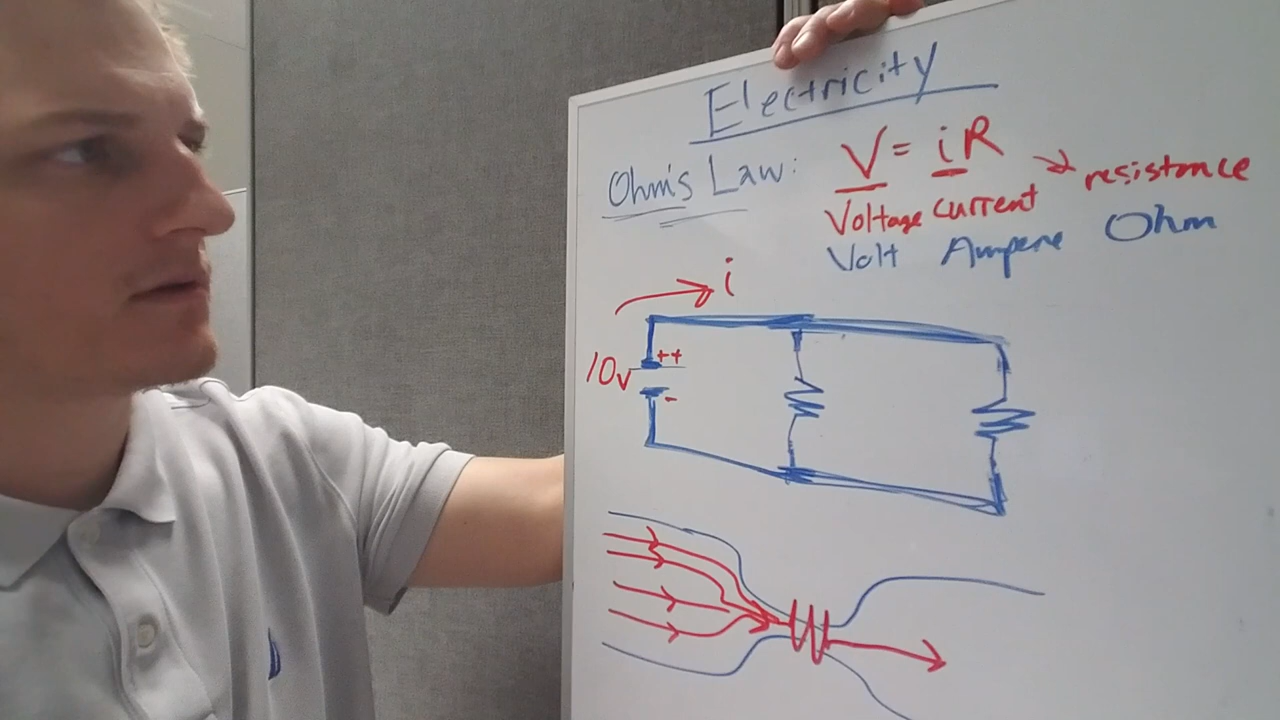 Electricity
Ohm's Law: V = iR
Voltage current → resistance
Volt Ampere Ohm
i
10v ++
-